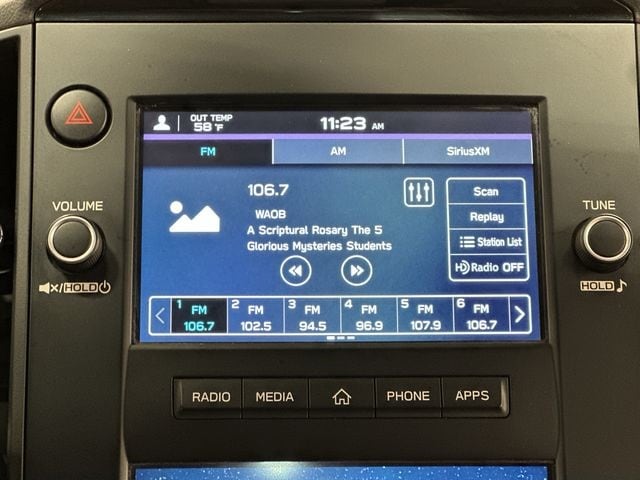 OUT TEMP
58 °F
11:23 AM
FM AM SiriusXM
106.7
WAOB
A Scriptural Rosary The 5
Glorious Mysteries Students
Scan
Replay
Station List
HD Radio OFF
1 FM 106.7
2 FM 102.5
3 FM 94.5
4 FM 96.9
5 FM 107.9
6 FM 106.7
VOLUME
/HOLD
TUNE
HOLD
RADIO MEDIA PHONE APPS